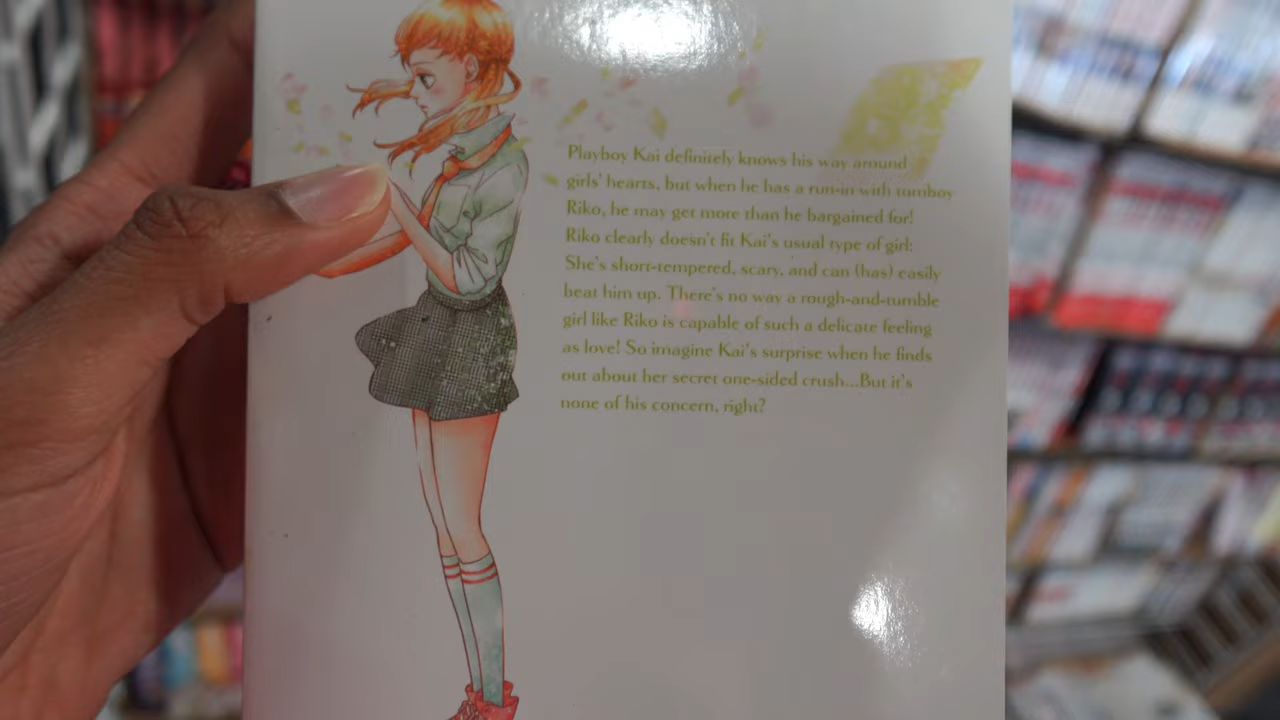 Playboy Kai definitely knows his way around
girls' hearts, but when he has a run-in with tomboy
Riko, he may get more than he bargained for!
Riko clearly doesn't fit Kai's usual type of girl:
She's short-tempered, scary, and can (has) easily
beat him up. There's no way a rough-and-tumble
girl like Riko is capable of such a delicate feeling
as love! So imagine Kai's surprise when he finds
out about her secret one-sided crush...But it's
none of his concern, right?